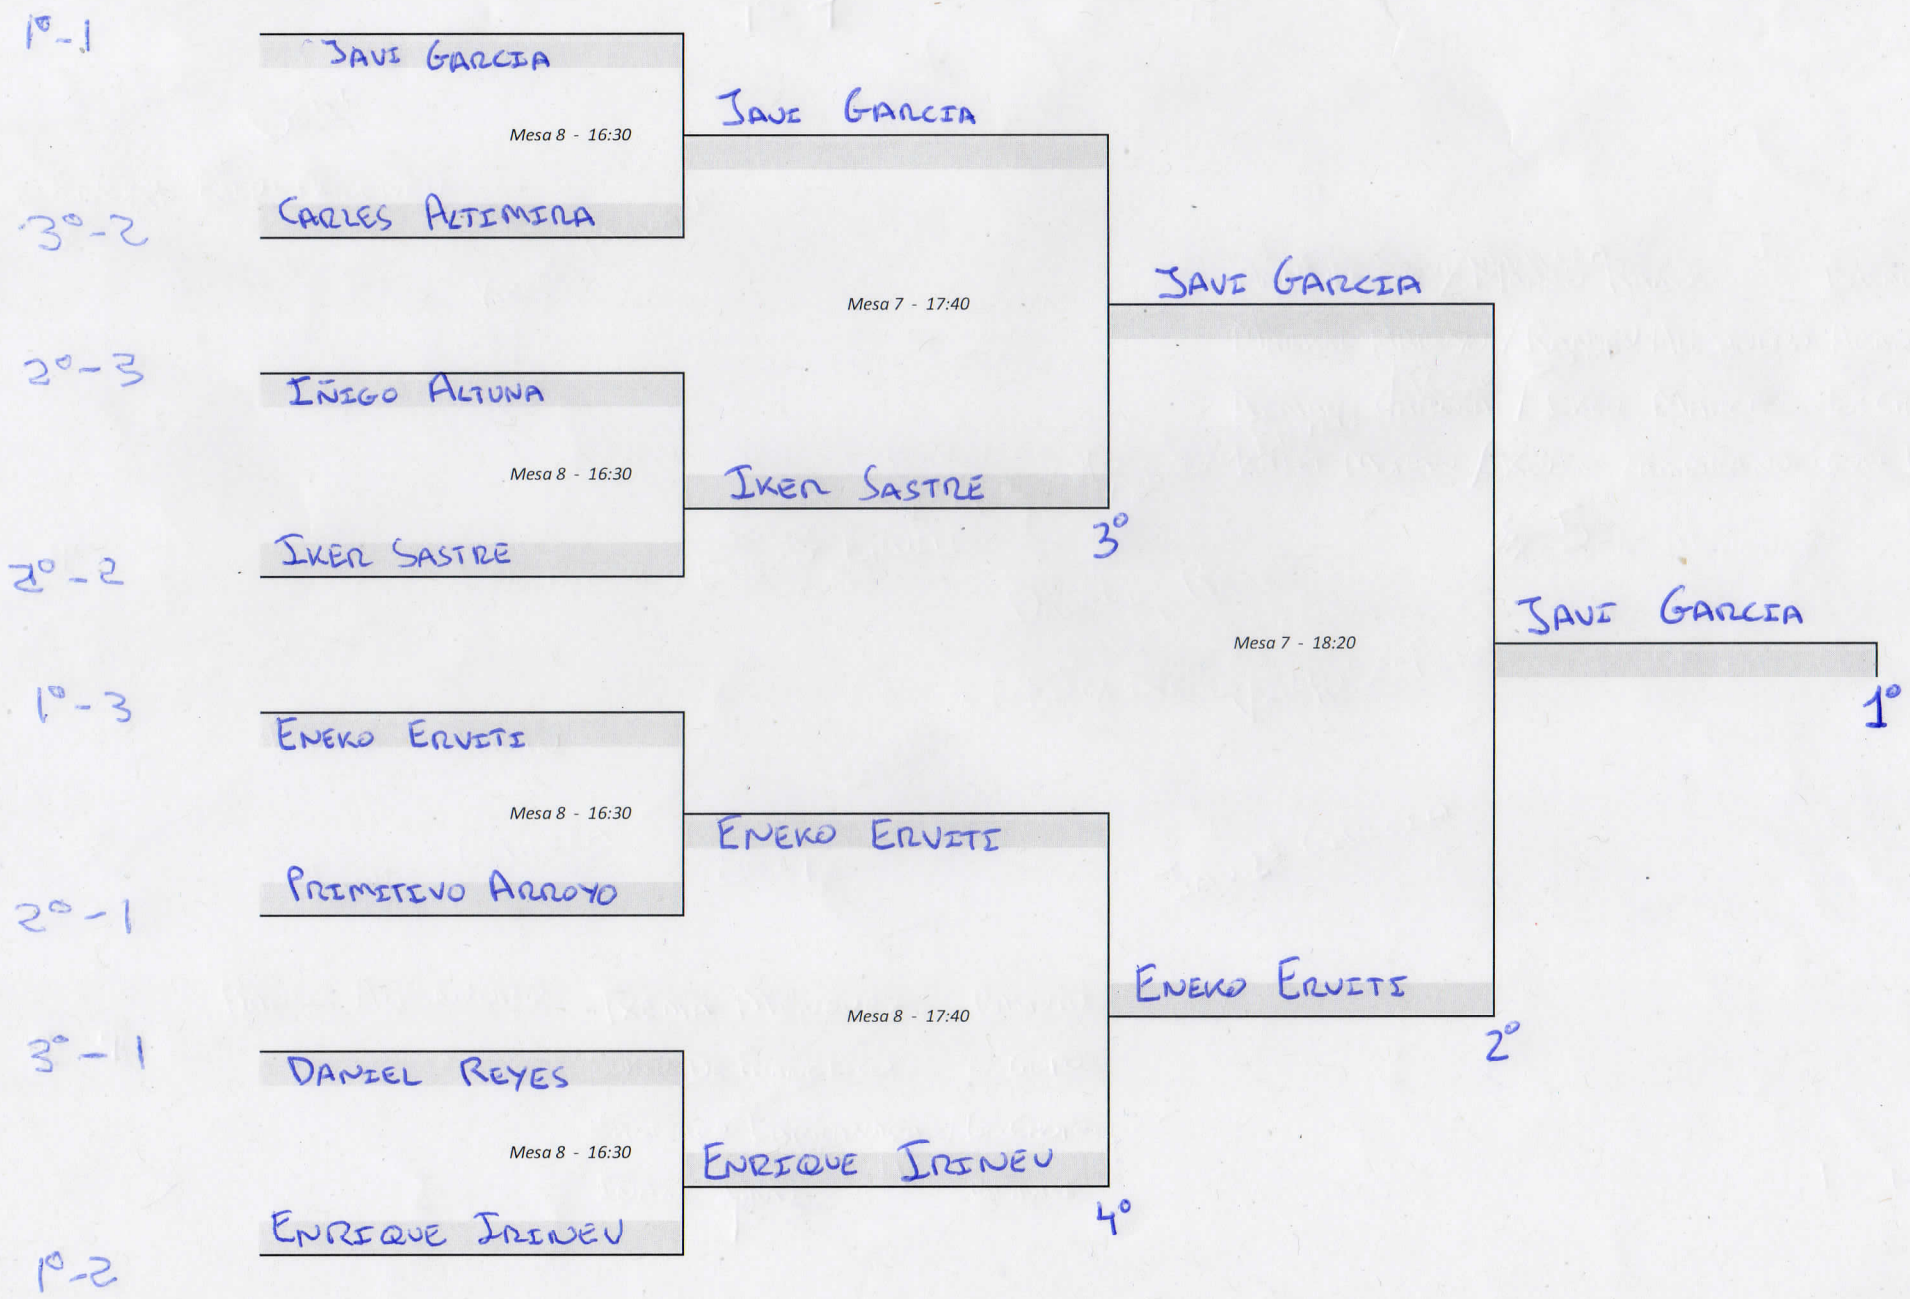 1º-1
JAVI GARCIA
Mesa 8 - 16:30
JAVI GARCIA
3º-2
CARLES ALTIMIRA
Mesa 7 - 17:40
JAVI GARCIA
2º-3
IÑIGO ALTUNA
Mesa 8 - 16:30
IKER SASTRE
3º
2º-2
IKER SASTRE
Mesa 7 - 18:20
JAVI GARCIA
1º
1º-3
ENEKO ERVITI
Mesa 8 - 16:30
ENEKO ERVITI
2º-1
PRIMITIVO ARROYO
Mesa 8 - 17:40
ENEKO ERVITI
2º
3º-1
DANIEL REYES
Mesa 8 - 16:30
ENRIQUE IRINEU
4º
ENRIQUE IRINEU
1º-2